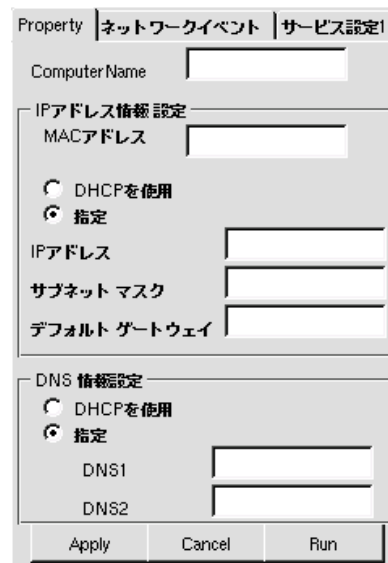 Property ネットワークイベント サービス設定1
ComputerName
IPアドレス情報設定
MACアドレス
DHCPを使用
指定
IPアドレス
サブネット マスク
デフォルト ゲートウェイ
DNS 情報設定
DHCPを使用
指定
DNS1
DNS2
Apply Cancel Run